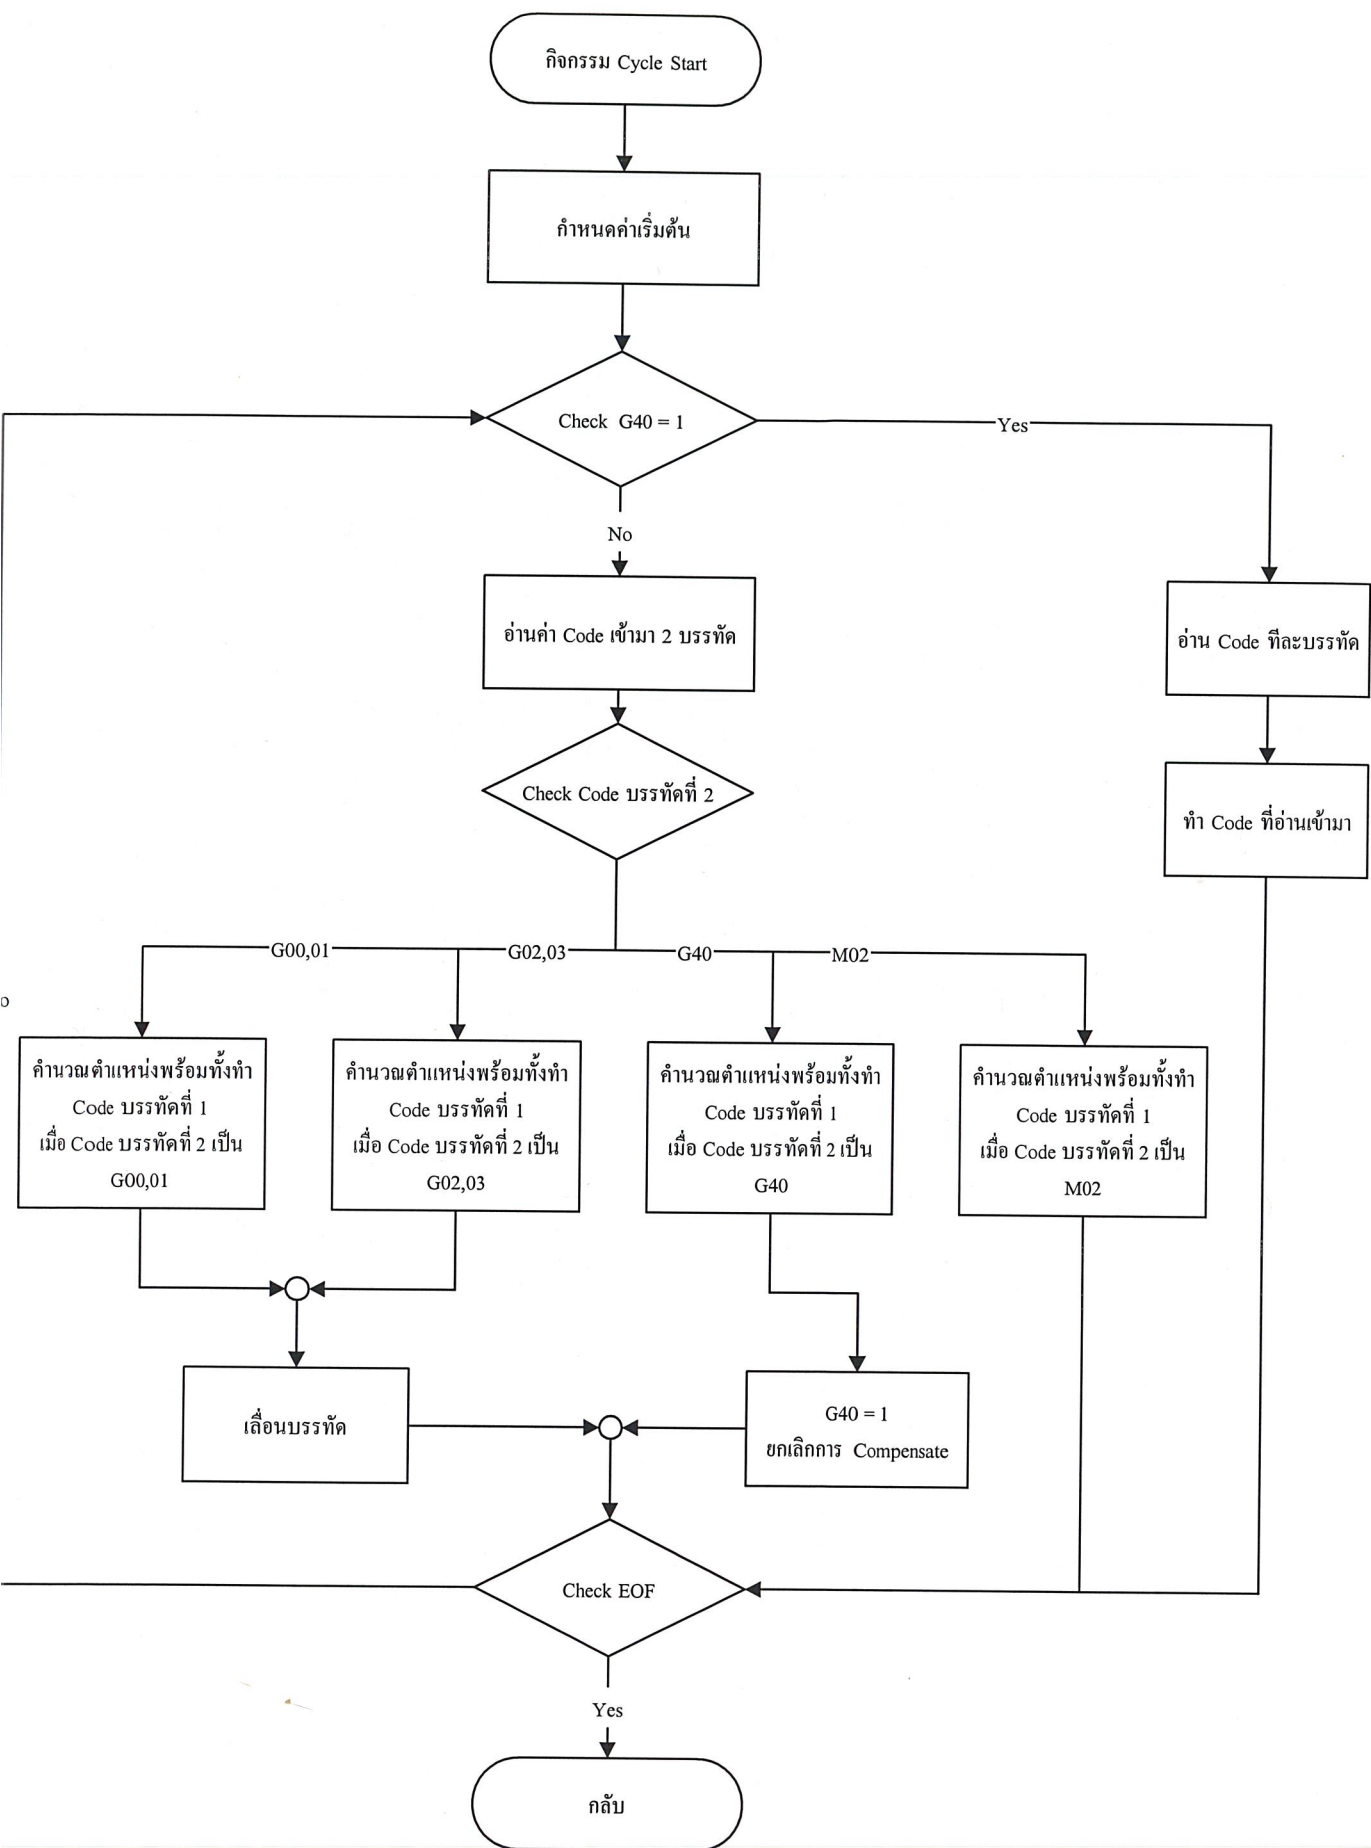 กิจกรรม Cycle Start
กำหนดค่าเริ่มต้น
Check G40 = 1
Yes
No
อ่านค่า Code เข้ามา 2 บรรทัด
อ่าน Code ทีละบรรทัด
Check Code บรรทัดที่ 2
ทำ Code ที่อ่านเข้ามา
G00,01
G02,03
G40
M02
คำนวณตำแหน่งพร้อมทั้งทำ
Code บรรทัดที่ 1
เมื่อ Code บรรทัดที่ 2 เป็น
G00,01
คำนวณตำแหน่งพร้อมทั้งทำ
Code บรรทัดที่ 1
เมื่อ Code บรรทัดที่ 2 เป็น
G02,03
คำนวณตำแหน่งพร้อมทั้งทำ
Code บรรทัดที่ 1
เมื่อ Code บรรทัดที่ 2 เป็น
G40
คำนวณตำแหน่งพร้อมทั้งทำ
Code บรรทัดที่ 1
เมื่อ Code บรรทัดที่ 2 เป็น
M02
เลื่อนบรรทัด
G40 = 1
ยกเลิกการ Compensate
Check EOF
Yes
กลับ